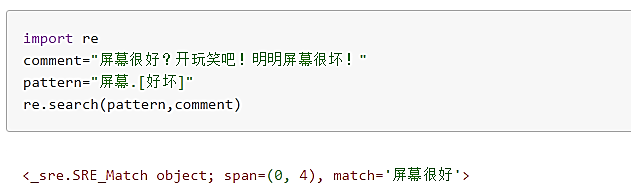 import re
comment="屏幕很好？开玩笑吧！明明屏幕很坏！"
pattern="屏幕.[好坏]"
re.search(pattern,comment)
<_sre.SRE_Match object; span=(0, 4), match='屏幕很好'>